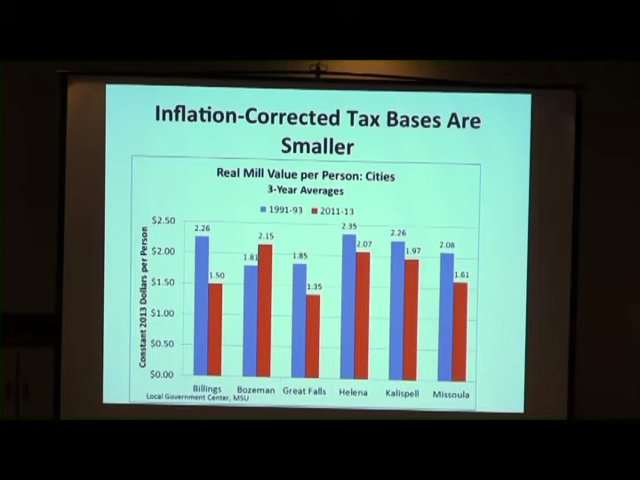 Inflation-Corrected Tax Bases Are
Smaller
Real Mill Value per Person: Cities
3-Year Averages
1991-93 2011-13
Constant 2013 Dollars per Person
$2.50
$2.00
$1.50
$1.00
$0.50
$0.00
2.26 1.50
1.81 2.15
1.85 1.35
2.35 2.07
2.26 1.97
2.08 1.61
Billings Bozeman Great Falls Helena Kalispell Missoula
Local Government Center, MSU